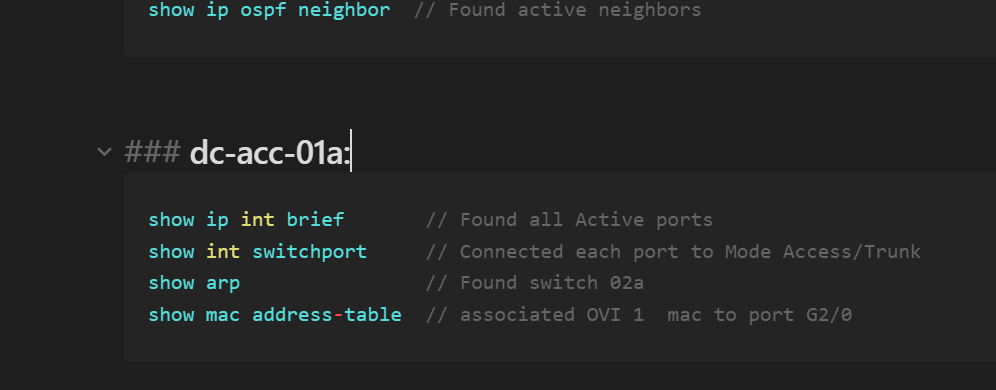 show ip ospf neighbor  // Found active neighbors
### dc-acc-01a:
show ip int brief       // Found all Active ports
show int switchport     // Connected each port to Mode Access/Trunk
show arp                // Found switch 02a
show mac address-table  // associated OVI 1  mac to port G2/0